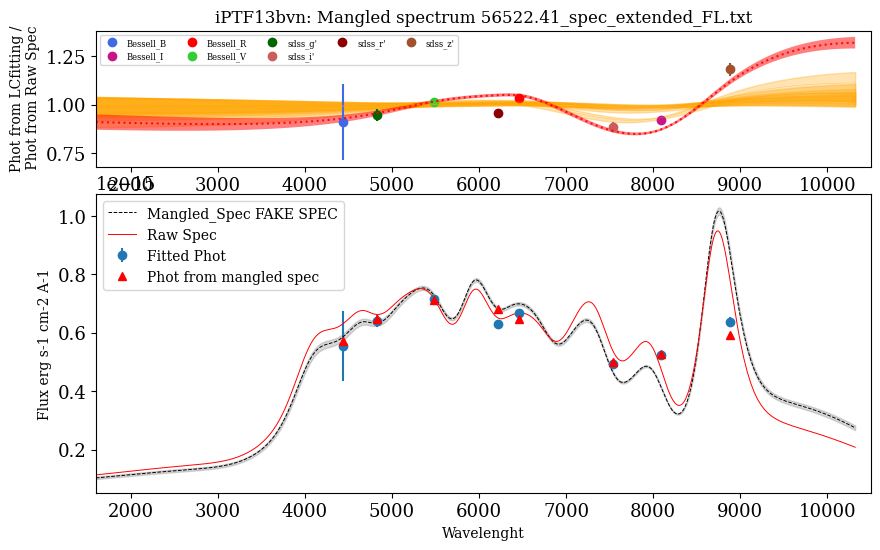 iPTF13bvn: Mangled spectrum 56522.41_spec_extended_FL.txt
Phot from LCfitting /
Phot from Raw Spec
1.25
1.00
0.75
Bessell_B Bessell_R sdss_g' sdss_r' sdss_z'
Bessell_I Bessell_V sdss_i'
2000 3000 4000 5000 6000 7000 8000 9000 10000
1e−15
Flux erg s-1 cm-2 A-1
1.0
0.8
0.6
0.4
0.2
Mangled_Spec FAKE SPEC
Raw Spec
Fitted Phot
Phot from mangled spec
2000 3000 4000 5000 6000 7000 8000 9000 10000
Wavelenght